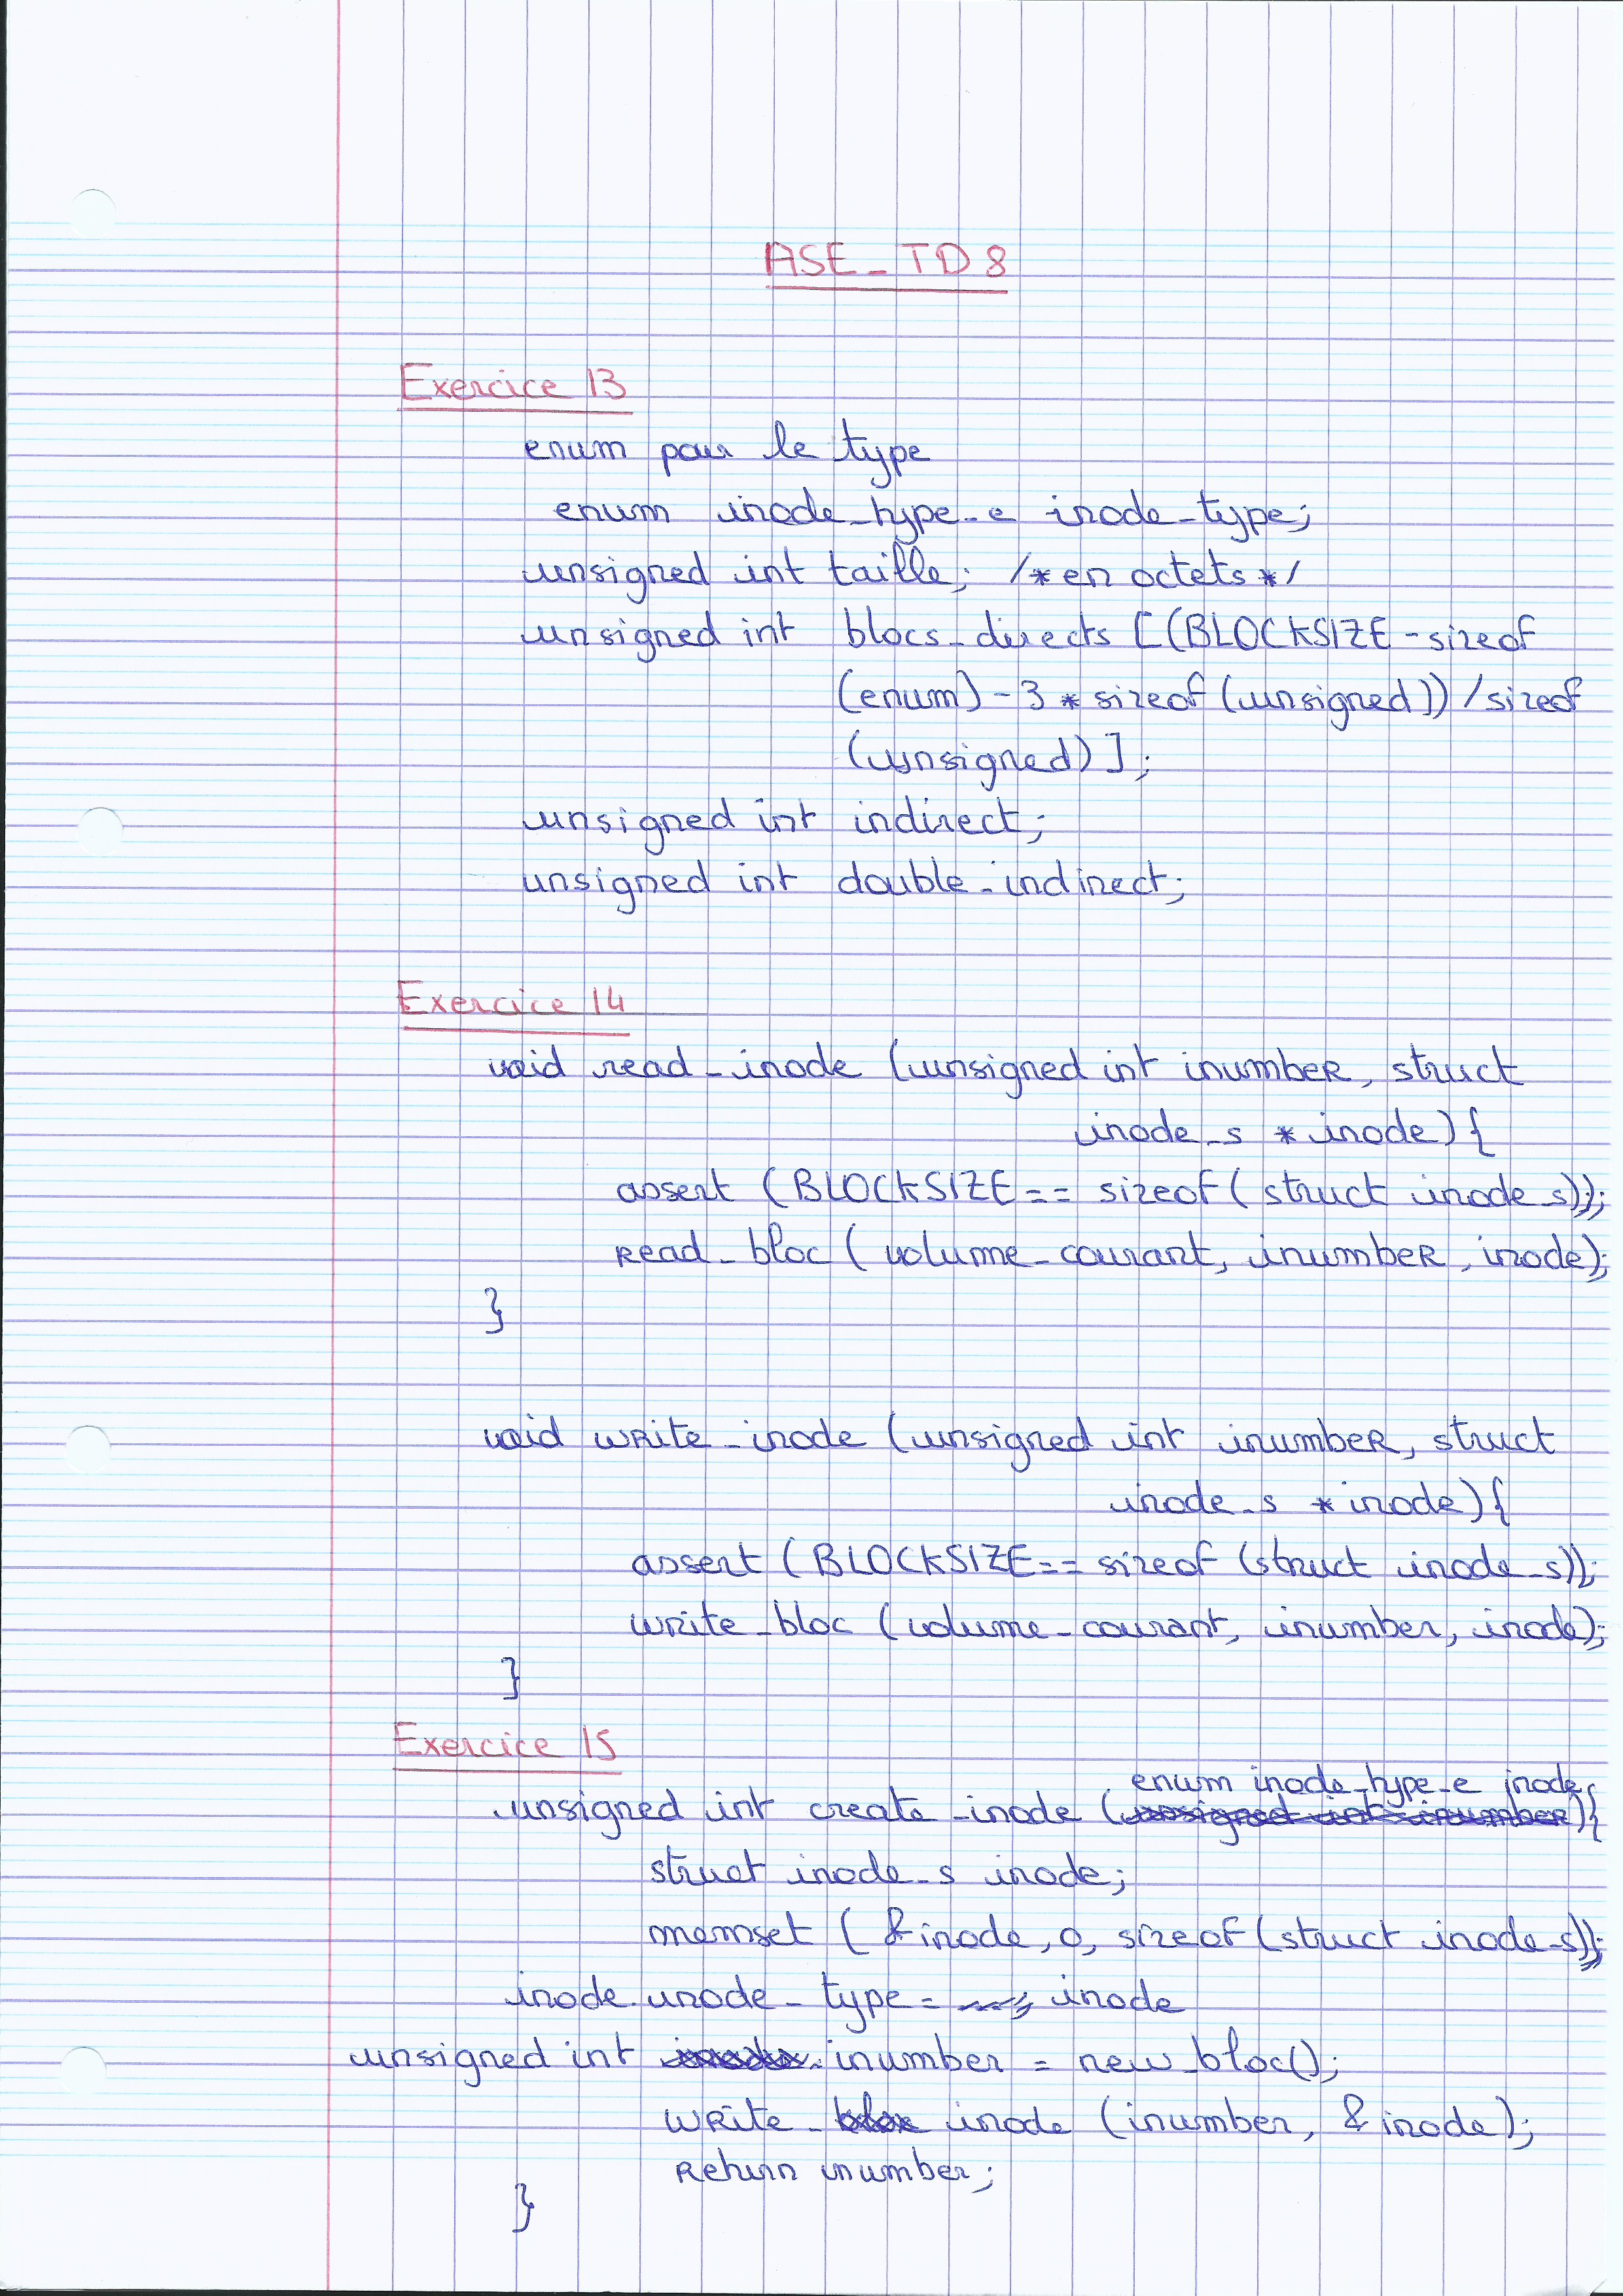 ASE_TD 8
Exercice 13
enum pour le type
enum inode_type_e inode_type;
unsigned int taille; /* en octets */
unsigned int blocs_directs [(BLOCKSIZE - sizeof
(enum) - 3 * sizeof (unsigned)) / sizeof
(unsigned) ];
unsigned int indirect;
unsigned int double_indirect;
Exercice 14
void read_inode (unsigned int inumber, struct
inode_s * inode) {
assert (BLOCKSIZE == sizeof ( struct inode_s));
read_bloc ( volume_courant, inumber, inode);
}
void write_inode (unsigned int inumber, struct
inode_s * inode) {
assert (BLOCKSIZE == sizeof (struct inode_s));
write_bloc (volume_courant, inumber, inode);
}
Exercice 15
enum inode_type_e inode
unsigned int create_inode (unsigned int inumber) {
struct inode_s inode;
memset ( &inode, 0, sizeof (struct inode_s));
inode.inode_type = inode
unsigned int inumber = new_bloc();
write_bloc inode (inumber, & inode);
return inumber;
}